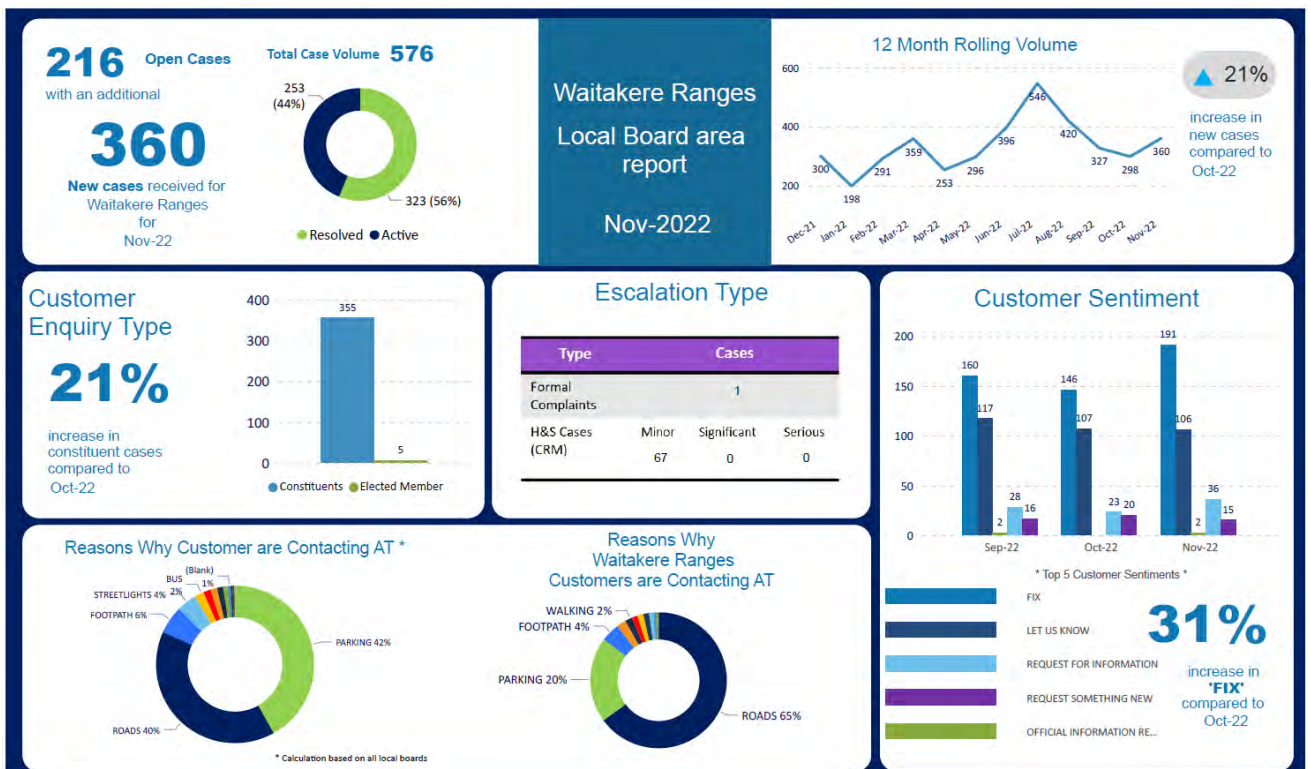 216 Open Cases
with an additional
360
New cases received for
Waitakere Ranges
for
Nov-22
Total Case Volume 576
253
(44%)
323 (56%)
Resolved Active
Waitakere Ranges
Local Board area
report
Nov-2022
12 Month Rolling Volume
600
400
200
300
198
291
359
253
296
396
546
420
327
298
360
Dec-21 Jan-22 Feb-22 Mar-22 Apr-22 May-22 Jun-22 Jul-22 Aug-22 Sep-22 Oct-22 Nov-22
21%
increase in
new cases
compared to
Oct-22
Customer
Enquiry Type
21%
increase in
constituent cases
compared to
Oct-22
400
300
200
100
0
355
5
Constituents Elected Member
Escalation Type
Type Cases
Formal
Complaints
1
H&S Cases
(CRM)
Minor Significant Serious
67 0 0
Customer Sentiment
200
150
100
50
0
160
117
2
28
16
146
107
23
20
191
106
2
36
15
Sep-22 Oct-22 Nov-22
* Top 5 Customer Sentiments *
FIX
LET US KNOW
REQUEST FOR INFORMATION
REQUEST SOMETHING NEW
OFFICIAL INFORMATION RE...
31%
increase in
'FIX'
compared to
Oct-22
Reasons Why Customer are Contacting AT *
(Blank)
1%
BUS
2%
STREETLIGHTS 4%
FOOTPATH 6%
PARKING 42%
ROADS 40%
* Calculation based on all local boards
Reasons Why
Waitakere Ranges
Customers are Contacting AT
WALKING 2%
FOOTPATH 4%
PARKING 20%
ROADS 65%